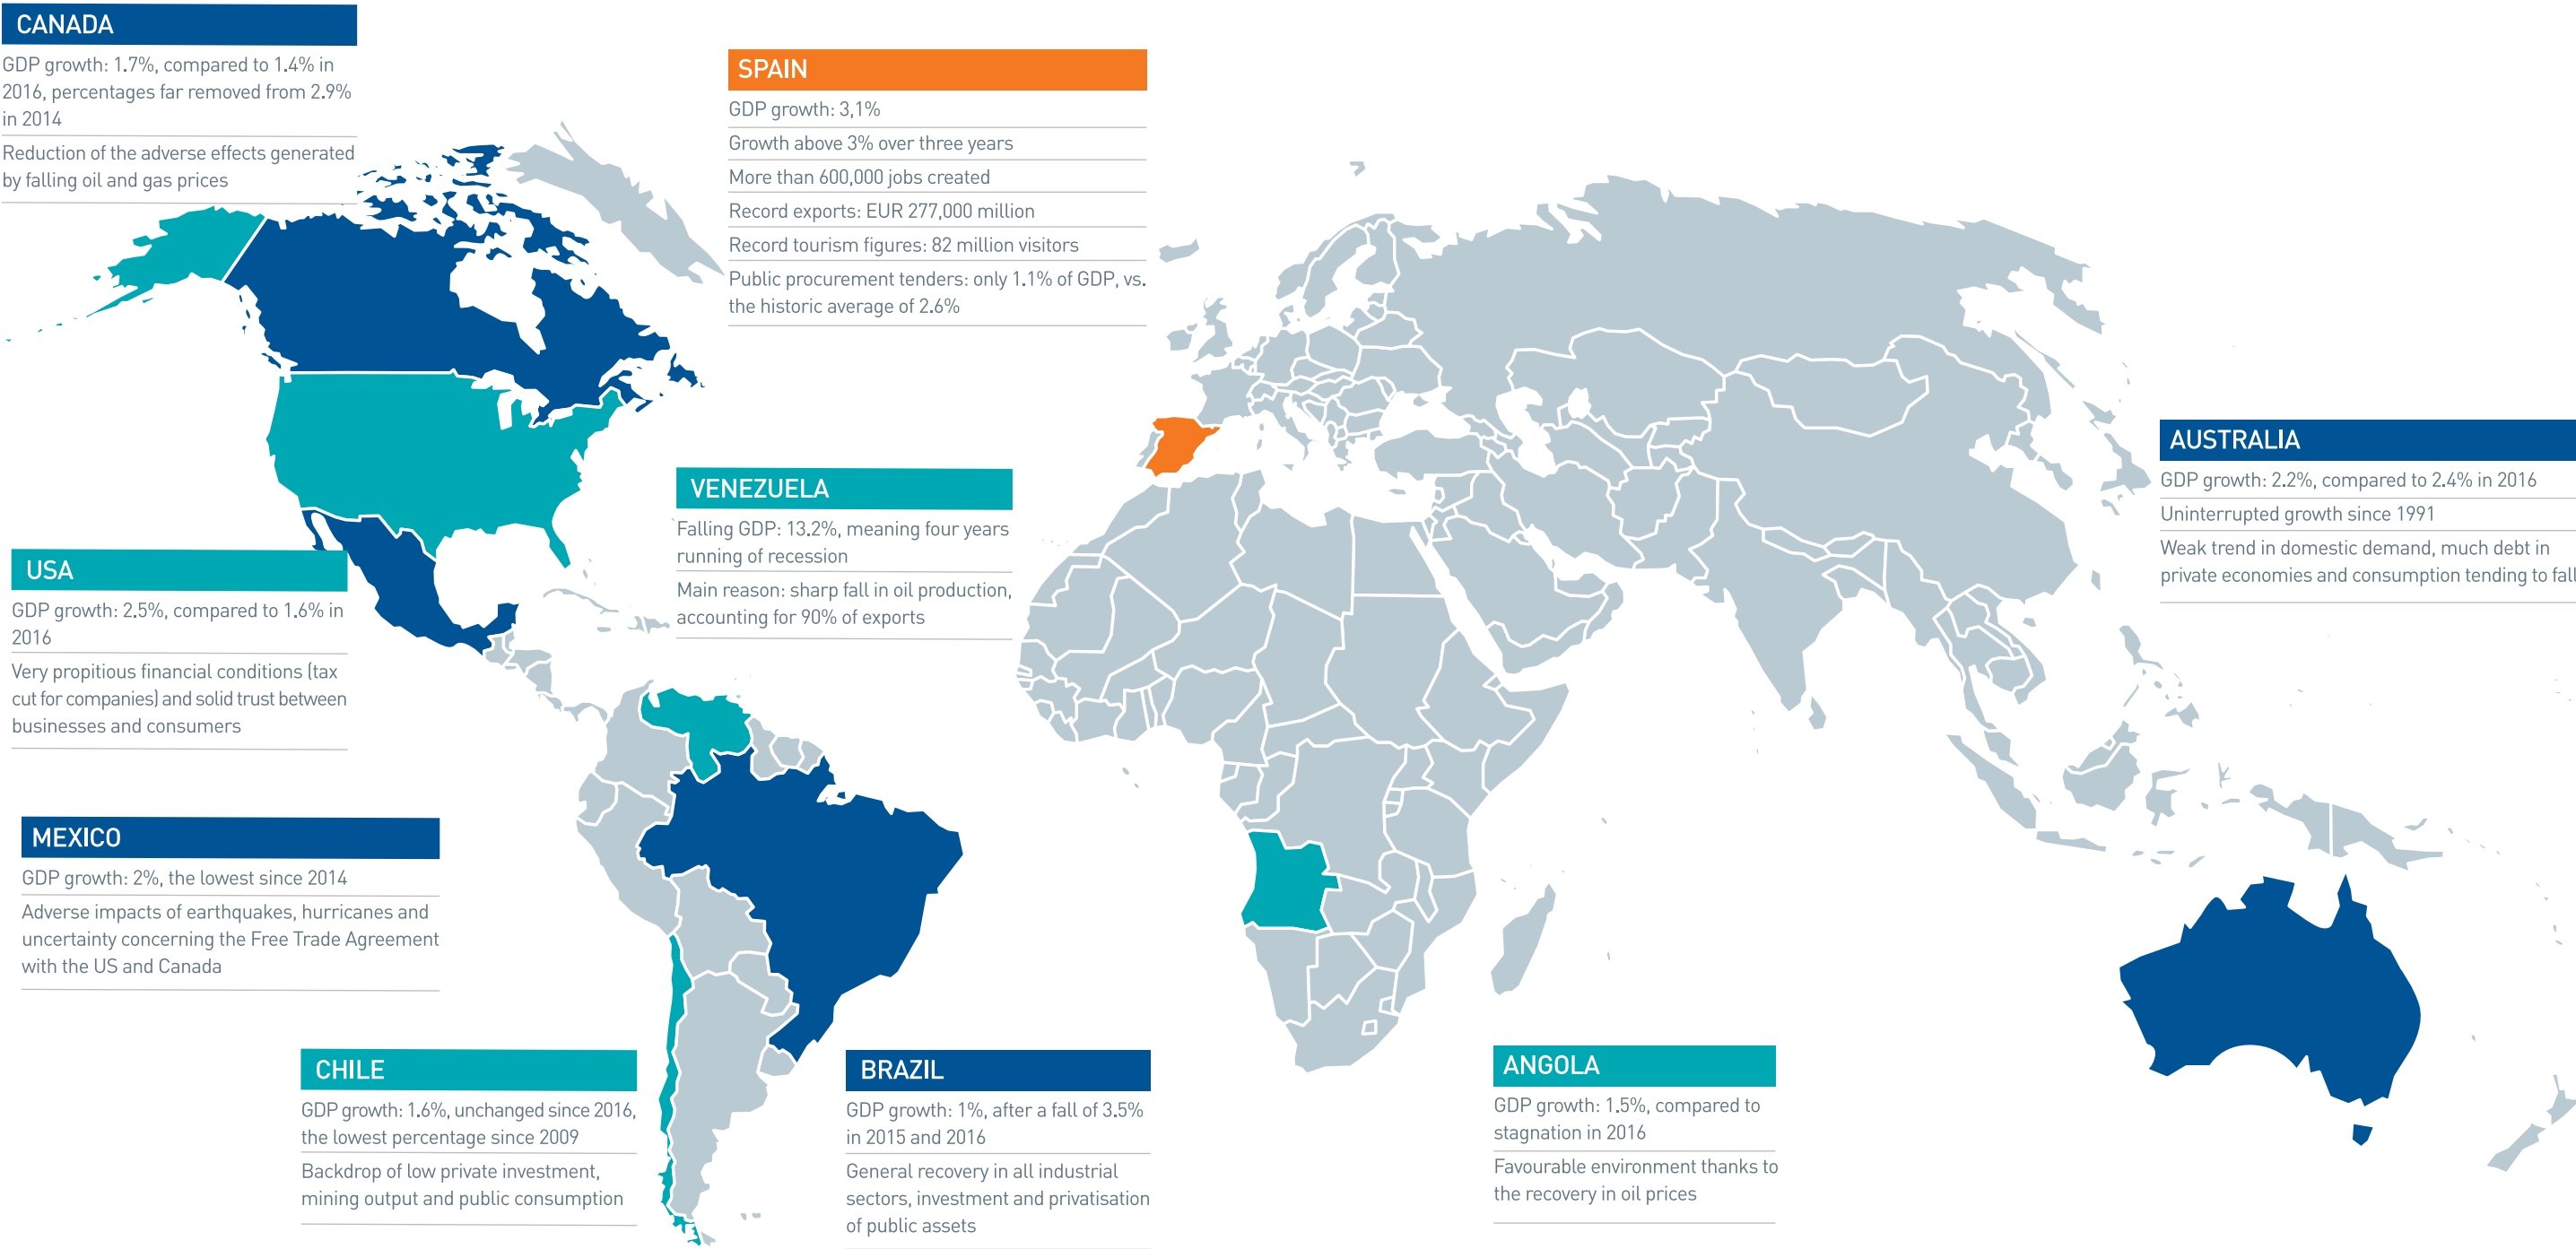 CANADA
GDP growth: 1.7%, compared to 1.4% in
2016, percentages far removed from 2.9%
in 2014
Reduction of the adverse effects generated
by falling oil and gas prices
SPAIN
GDP growth: 3,1%
Growth above 3% over three years
More than 600,000 jobs created
Record exports: EUR 277,000 million
Record tourism figures: 82 million visitors
Public procurement tenders: only 1.1% of GDP, vs.
the historic average of 2.6%
AUSTRALIA
GDP growth: 2.2%, compared to 2.4% in 2016
Uninterrupted growth since 1991
Weak trend in domestic demand, much debt in
private economies and consumption tending to fall
VENEZUELA
Falling GDP: 13.2%, meaning four years
running of recession
Main reason: sharp fall in oil production,
accounting for 90% of exports
USA
GDP growth: 2.5%, compared to 1.6% in
2016
Very propitious financial conditions (tax
cut for companies) and solid trust between
businesses and consumers
MEXICO
GDP growth: 2%, the lowest since 2014
Adverse impacts of earthquakes, hurricanes and
uncertainty concerning the Free Trade Agreement
with the US and Canada
CHILE
GDP growth: 1.6%, unchanged since 2016,
the lowest percentage since 2009
Backdrop of low private investment,
mining output and public consumption
BRAZIL
GDP growth: 1%, after a fall of 3.5%
in 2015 and 2016
General recovery in all industrial
sectors, investment and privatisation
of public assets
ANGOLA
GDP growth: 1.5%, compared to
stagnation in 2016
Favourable environment thanks to
the recovery in oil prices